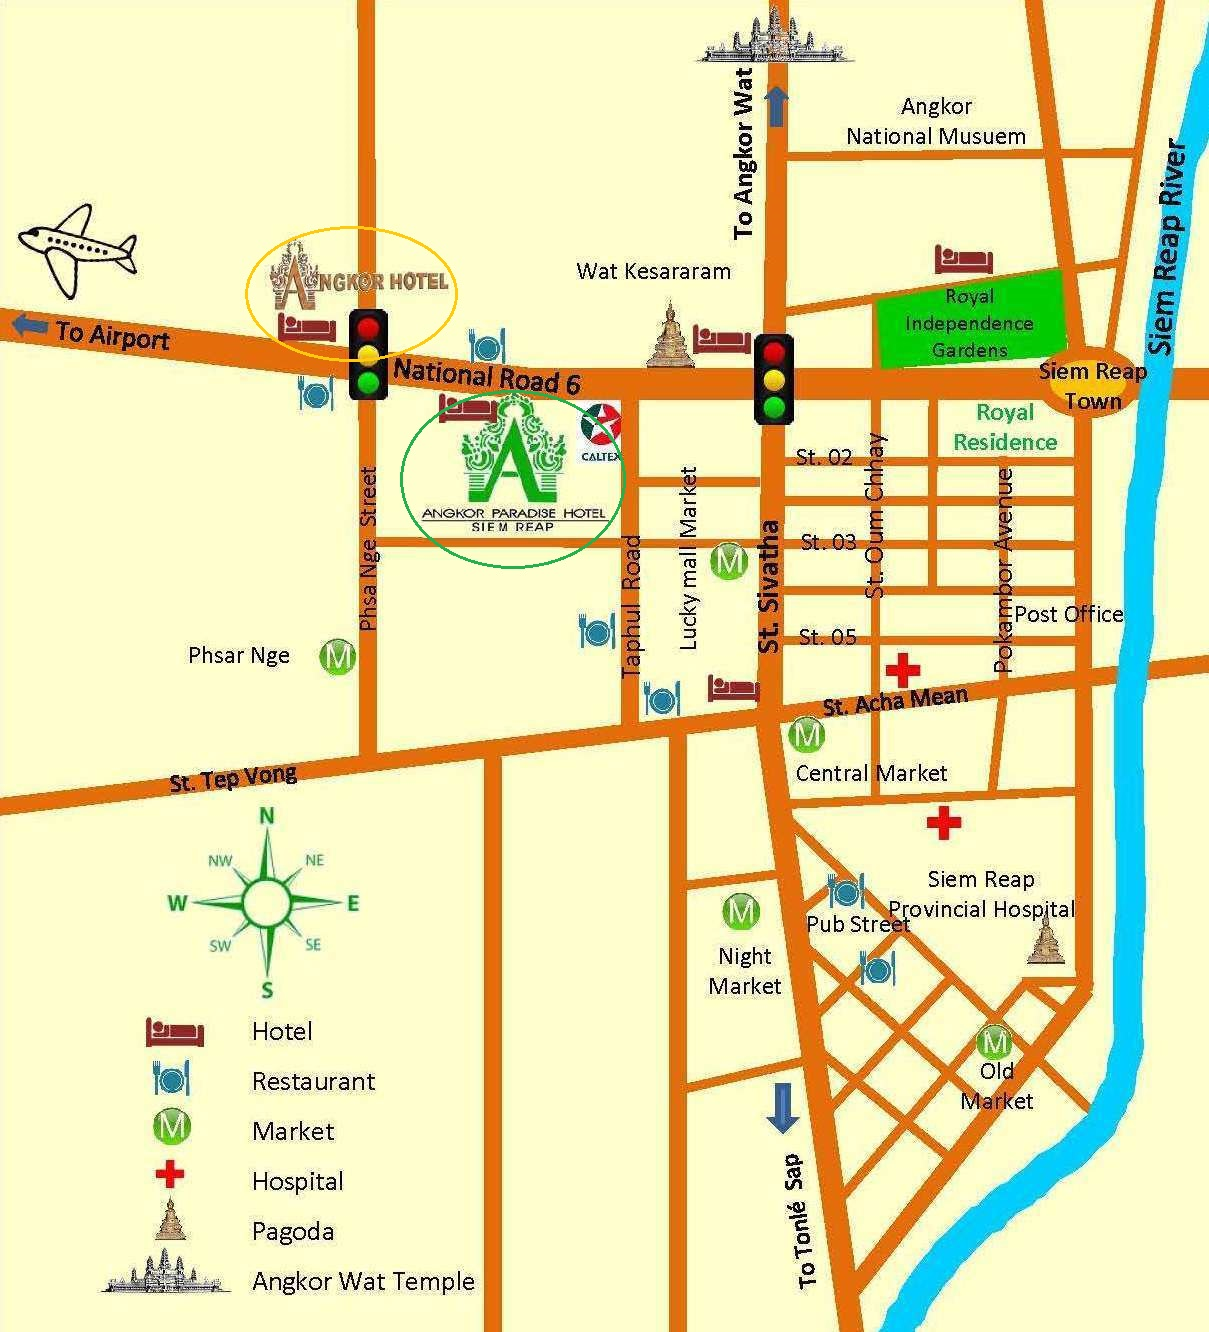 To Angkor Wat
Angkor
National Musuem
Siem Reap River
ANGKOR HOTEL
Wat Kesararam
Royal
Independence
Gardens
To Airport
National Road 6
Siem Reap
Town
Royal
Residence
CALTEX
A
ANGKOR PARADISE HOTEL
SIEM REAP
St. 02
St. 03
St. 05
Phsa Nge Street
Taphul Road
Lucky mall Market
St. Sivatha
St. Oum Chhay
Pokambor Avenue
Post Office
M
Phsar Nge
M
St. Acha Mean
M
Central Market
St. Tep Vong
N
NW
NE
W
E
SW
SE
S
Siem Reap
Provincial Hospital
Pub Street
M
Night
Market
M
Old
Market
To Tonlé Sap
Hotel
Restaurant
M
Market
Hospital
Pagoda
Angkor Wat Temple